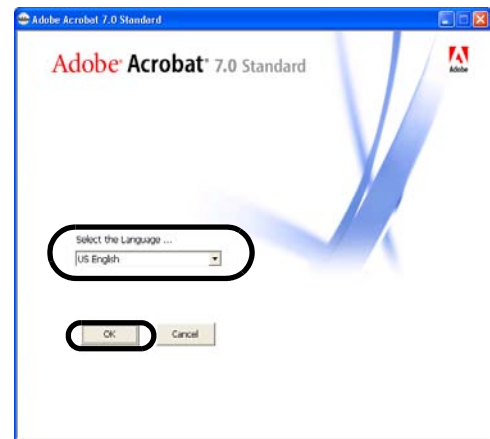 Adobe Acrobat 7.0 Standard
Adobe Acrobat 7.0 Standard
Adobe
Select the Language ...
US English
OK Cancel